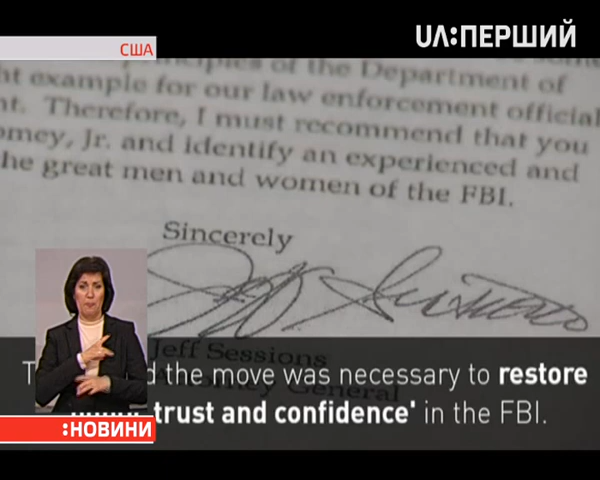 UA:ПЕРШИЙ
США
of the Department of
example for our law enforcement official
Therefore, I must recommend that you
omey, Jr. and identify an experienced and
he great men and women of the FBI.
Sincerely
Jeff Sessions
Attorney General
the move was necessary to restore
trust and confidence' in the FBI.
:НОВИНИ